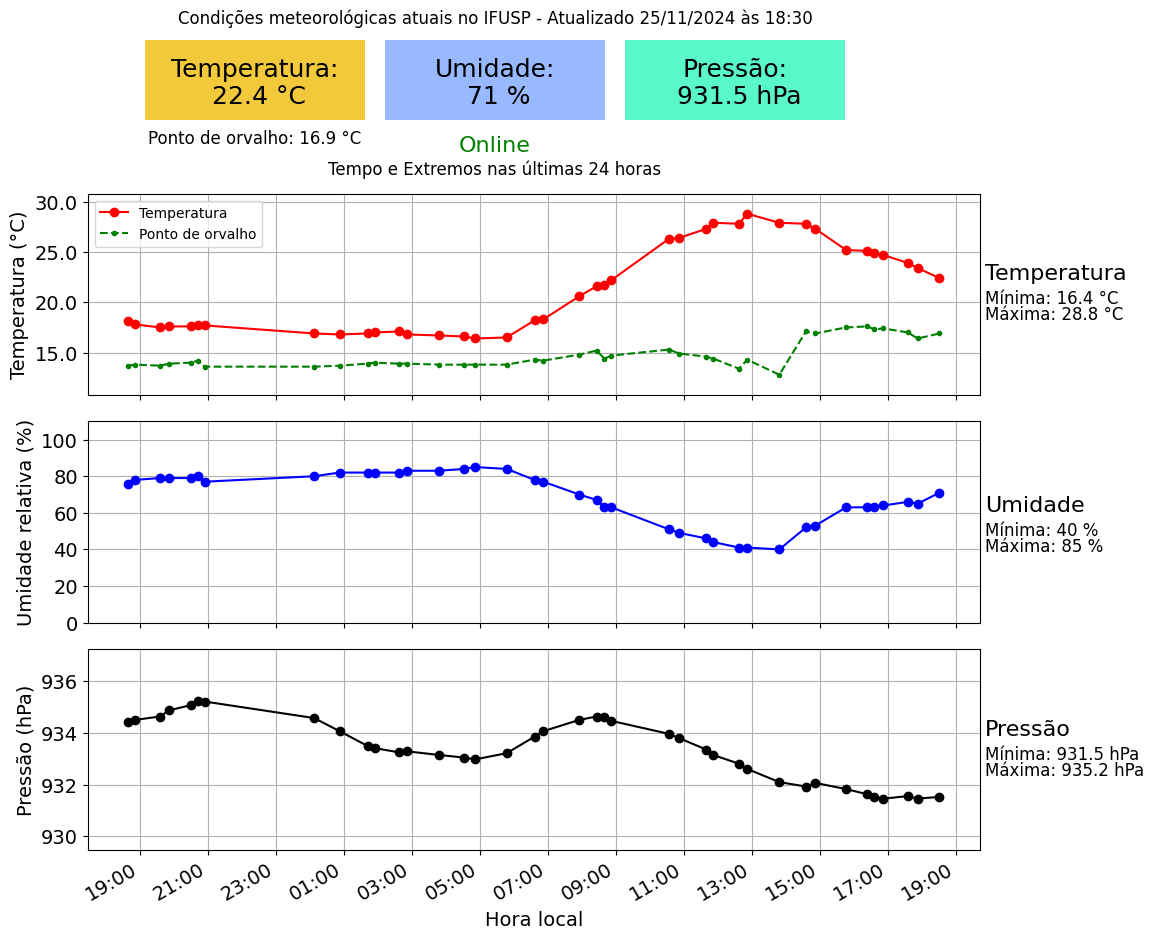 Condições meteorológicas atuais no IFUSP - Atualizado 25/11/2024 às 18:30
Temperatura:
22.4 °C
Umidade:
71 %
Pressão:
931.5 hPa
Ponto de orvalho: 16.9 °C
Online
Tempo e Extremos nas últimas 24 horas
Temperatura (°C)
30.0
25.0
20.0
15.0
Temperatura
Ponto de orvalho
Temperatura
Mínima: 16.4 °C
Máxima: 28.8 °C
Umidade relativa (%)
100
80
60
40
20
0
Umidade
Mínima: 40 %
Máxima: 85 %
Pressão (hPa)
936
934
932
930
Pressão
Mínima: 931.5 hPa
Máxima: 935.2 hPa
19:00 21:00 23:00 01:00 03:00 05:00 07:00 09:00 11:00 13:00 15:00 17:00 19:00
Hora local